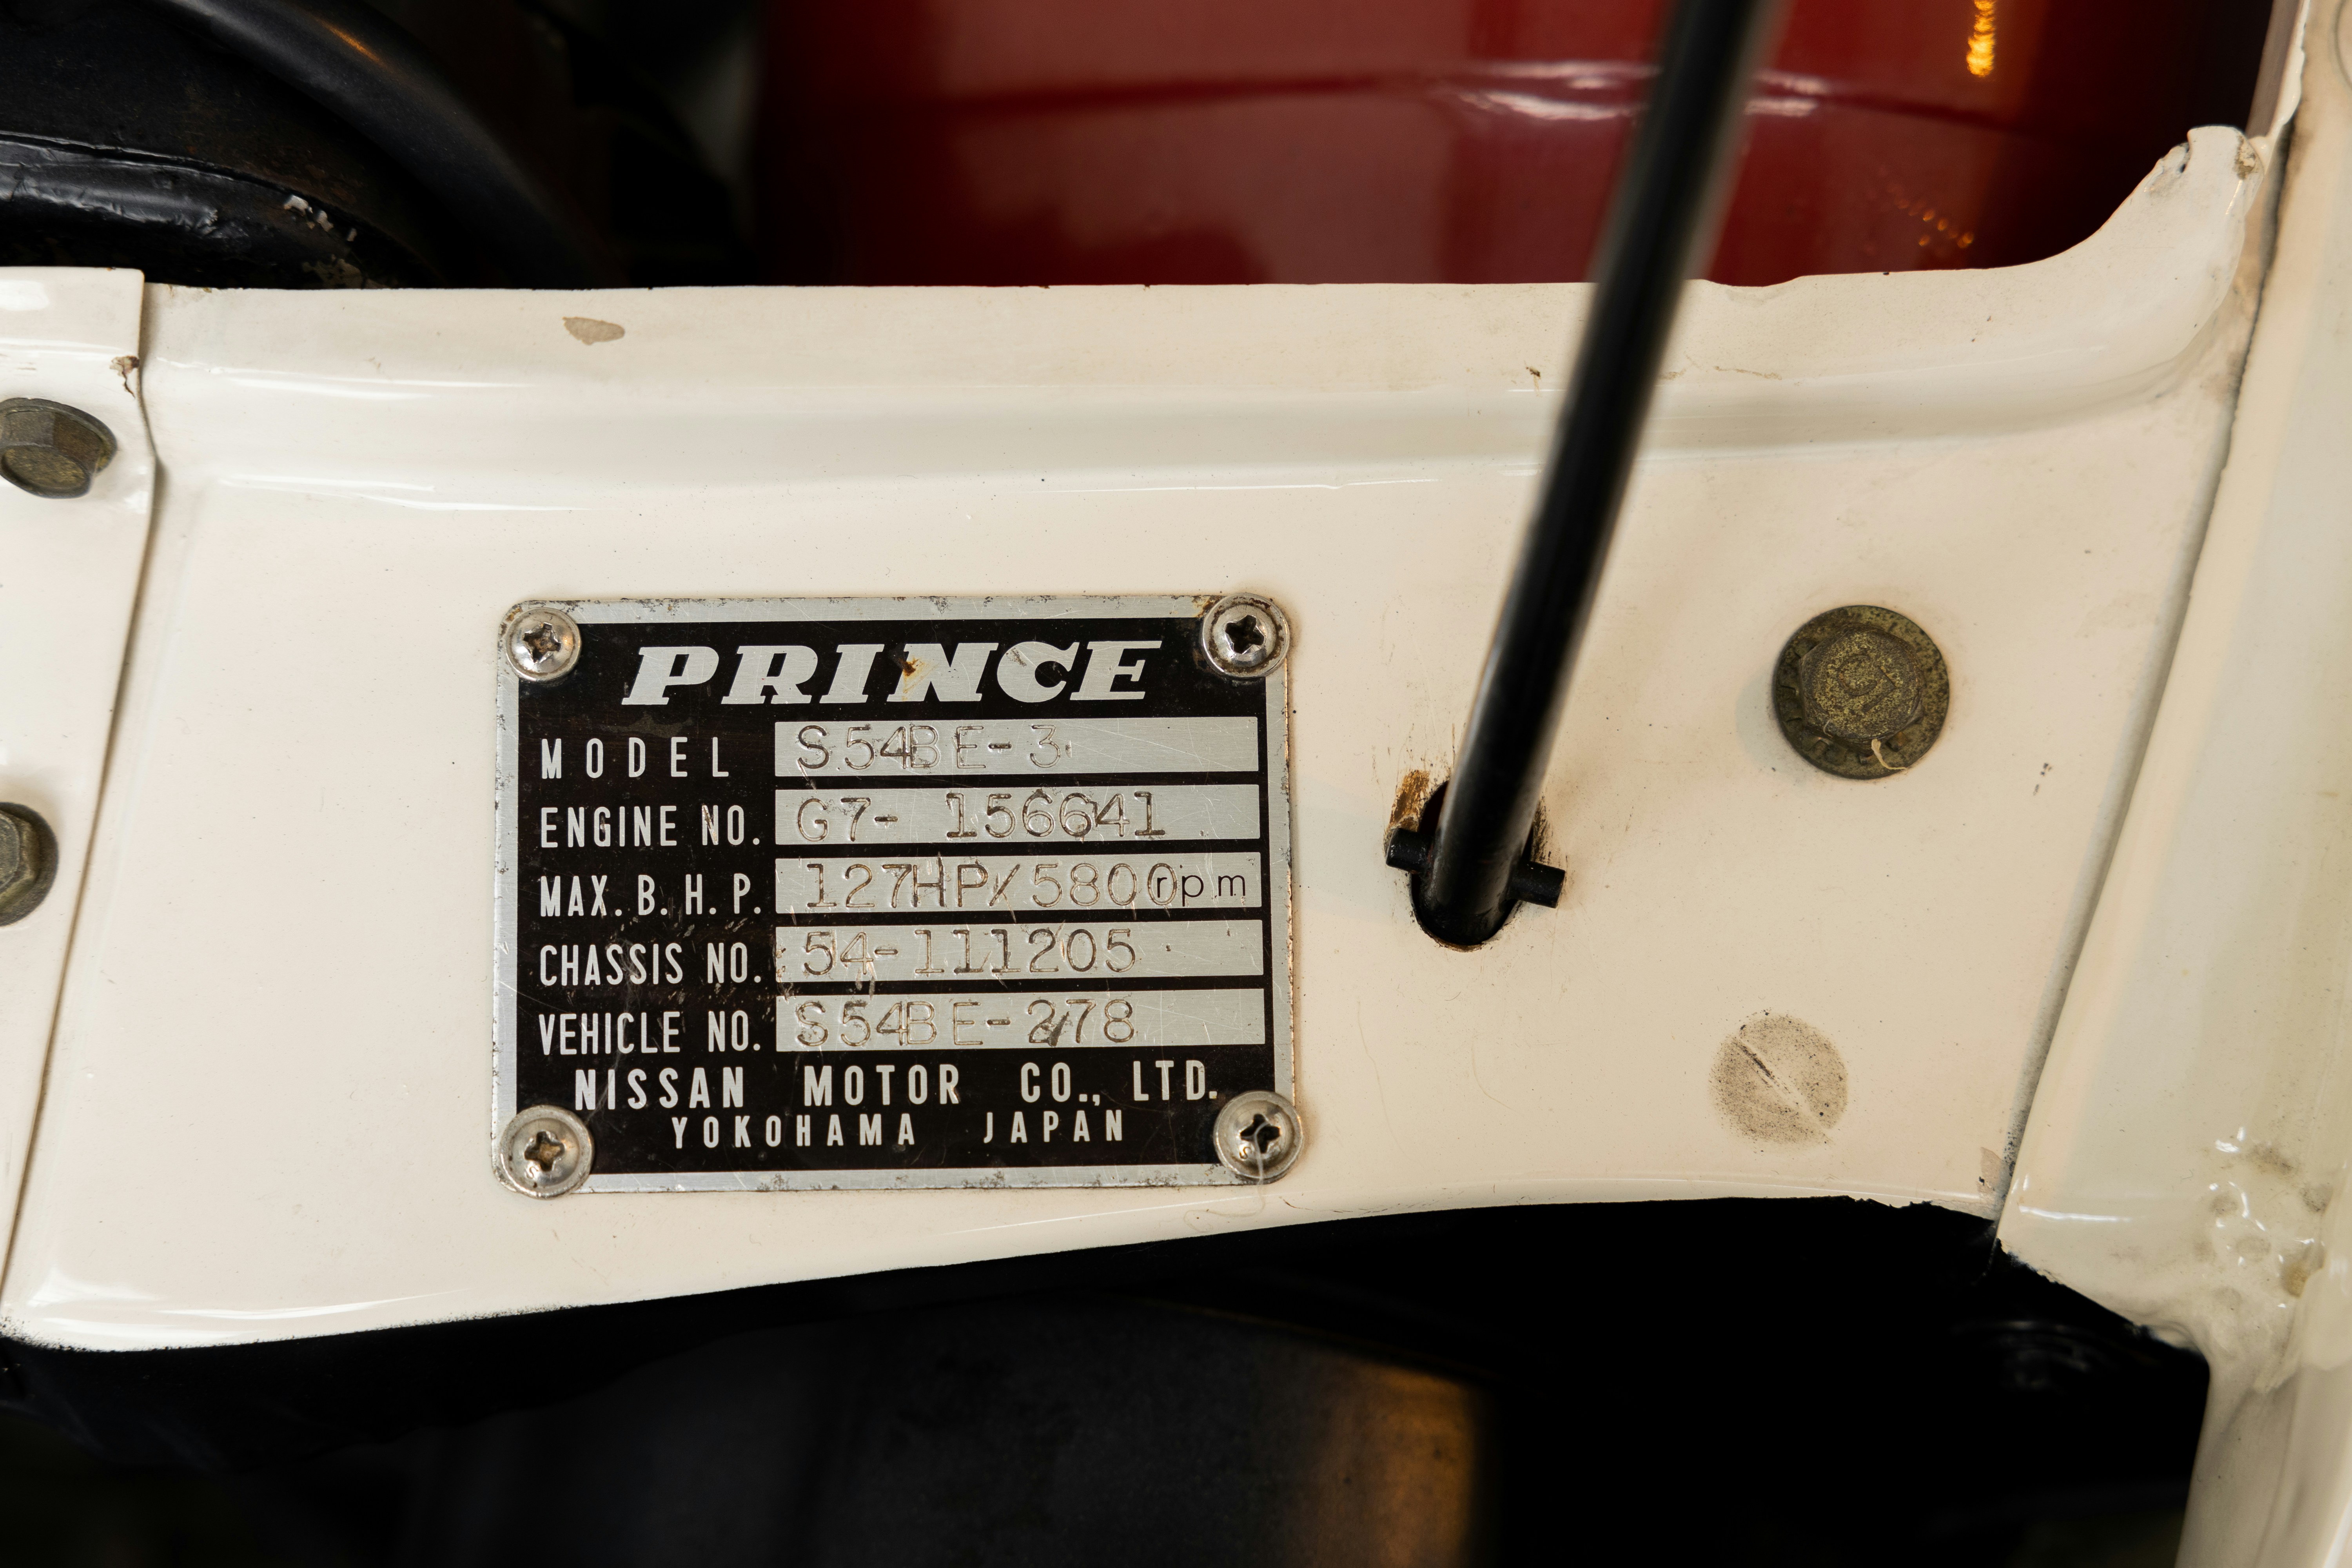 PRINCE
MODEL S54BE-3
ENGINE NO. G7- 156641
MAX. B. H. P. 127HP/5800rpm
CHASSIS NO. 54-111205
VEHICLE NO. S54BE-278
NISSAN MOTOR CO., LTD.
YOKOHAMA JAPAN